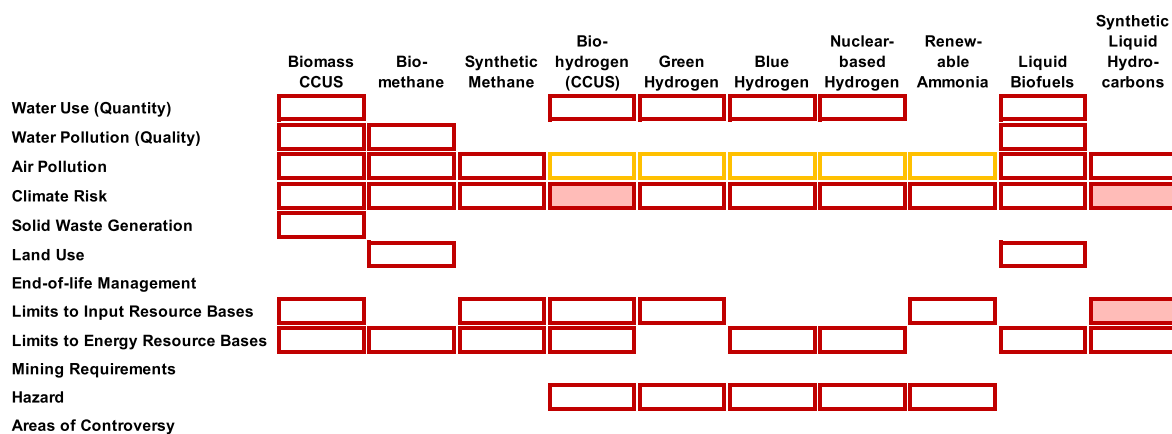 Synthetic
Bio- Nuclear- Renew- Liquid
Biomass Bio- Synthetic hydrogen Green Blue based able Liquid Hydro-
CCUS methane Methane (CCUS) Hydrogen Hydrogen Hydrogen Ammonia Biofuels carbons
Water Use (Quantity)
Water Pollution (Quality)
Air Pollution
Climate Risk
Solid Waste Generation
Land Use
End-of-life Management
Limits to Input Resource Bases
Limits to Energy Resource Bases
Mining Requirements
Hazard
Areas of Controversy